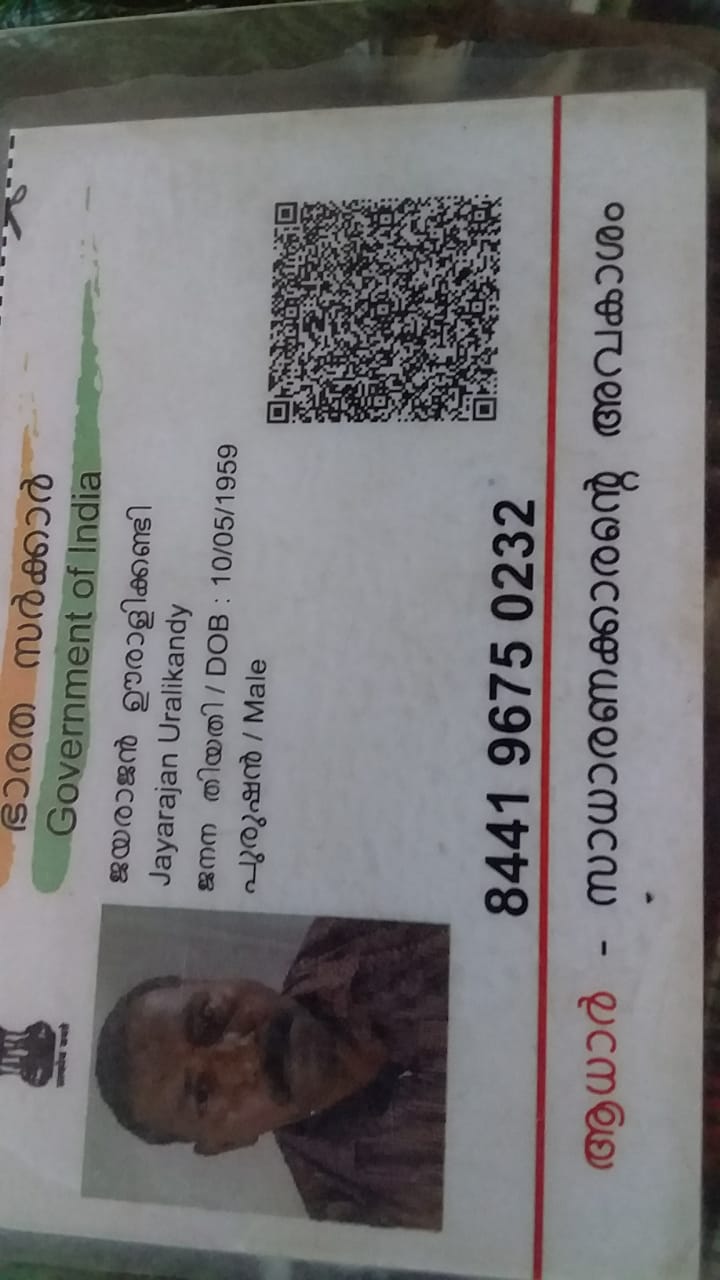 ഭാരത സർക്കാർ
Government of India
ജയരാജൻ ഊരാളിക്കണ്ടി
Jayarajan Uralikandy
ജനന തിയതി / DOB : 10/05/1959
പുരുഷൻ / Male
8441 9675 0232
ആധാർ - സാധാരണക്കാരന്റെ അവകാശം